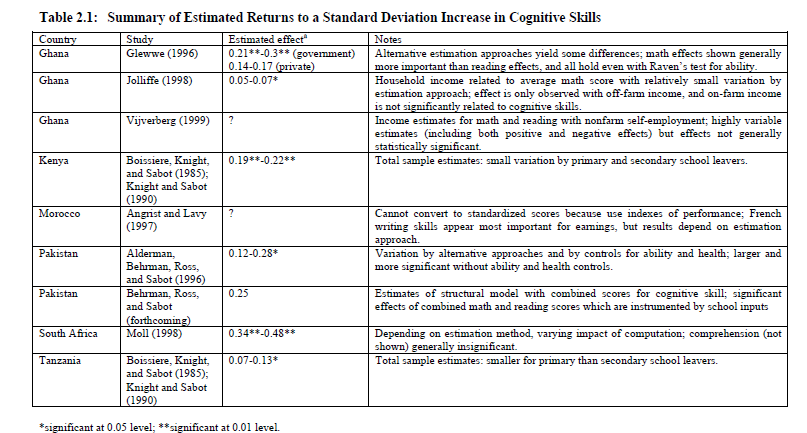 Table 2.1: Summary of Estimated Returns to a Standard Deviation Increase in Cognitive Skills
Country Study Estimated effectª Notes
Ghana Glewwe (1996) 0.21**-0.3** (government) Alternative estimation approaches yield some differences; math effects shown generally
0.14-0.17 (private) more important than reading effects, and all hold even with Raven's test for ability.
Ghana Jolliffe (1998) 0.05-0.07* Household income related to average math score with relatively small variation by
estimation approach; effect is only observed with off-farm income, and on-farm income
is not significantly related to cognitive skills.
Ghana Vijverberg (1999) ? Income estimates for math and reading with nonfarm self-employment; highly variable
estimates (including both positive and negative effects) but effects not generally
statistically significant.
Kenya Boissiere, Knight, 0.19**-0.22** Total sample estimates: small variation by primary and secondary school leavers.
and Sabot (1985);
Knight and Sabot
(1990)
Morocco Angrist and Lavy ? Cannot convert to standardized scores because use indexes of performance; French
(1997) writing skills appear most important for earnings, but results depend on estimation
approach.
Pakistan Alderman, 0.12-0.28* Variation by alternative approaches and by controls for ability and health; larger and
Behrman, Ross, more significant without ability and health controls.
and Sabot (1996)
Pakistan Behrman, Ross, 0.25 Estimates of structural model with combined scores for cognitive skill; significant
and Sabot effects of combined math and reading scores which are instrumented by school inputs
(forthcoming)
South Africa Moll (1998) 0.34**-0.48** Depending on estimation method, varying impact of computation; comprehension (not
shown) generally insignificant.
Tanzania Boissiere, Knight, 0.07-0.13* Total sample estimates: smaller for primary than secondary school leavers.
and Sabot (1985);
Knight and Sabot
(1990)
*significant at 0.05 level; **significant at 0.01 level.